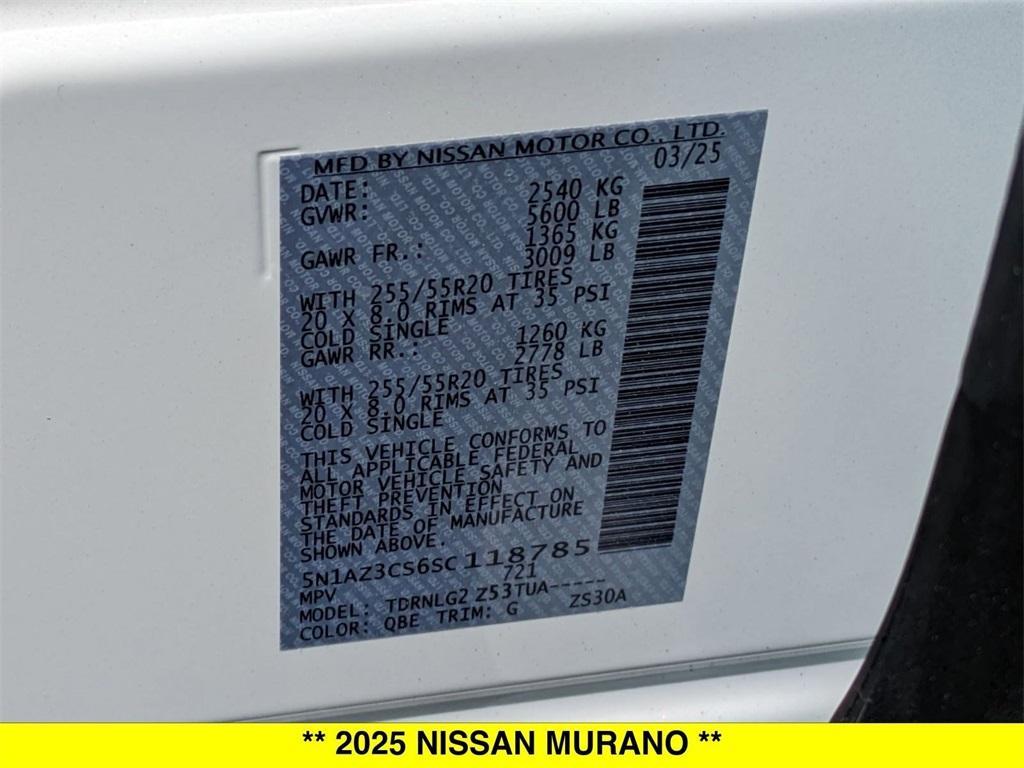 MFD BY NISSAN MOTOR CO., LTD.
DATE: 03/25
GVWR: 2540 KG
5600 LB
GAWR FR.: 1365 KG
3009 LB
WITH 255/55R20 TIRES
20 X 8.0 RIMS AT 35 PSI
COLD SINGLE
GAWR RR.: 1260 KG
2778 LB
WITH 255/55R20 TIRES
20 X 8.0 RIMS AT 35 PSI
COLD SINGLE
THIS VEHICLE CONFORMS TO
ALL APPLICABLE FEDERAL
MOTOR VEHICLE SAFETY AND
THEFT PREVENTION
STANDARDS IN EFFECT ON
THE DATE OF MANUFACTURE
SHOWN ABOVE.
5N1AZ3CS6SC118785
MPV 721
MODEL: TDRNLG2 Z53TUA-----
COLOR: QBE TRIM: G ZS30A
** 2025 NISSAN MURANO **